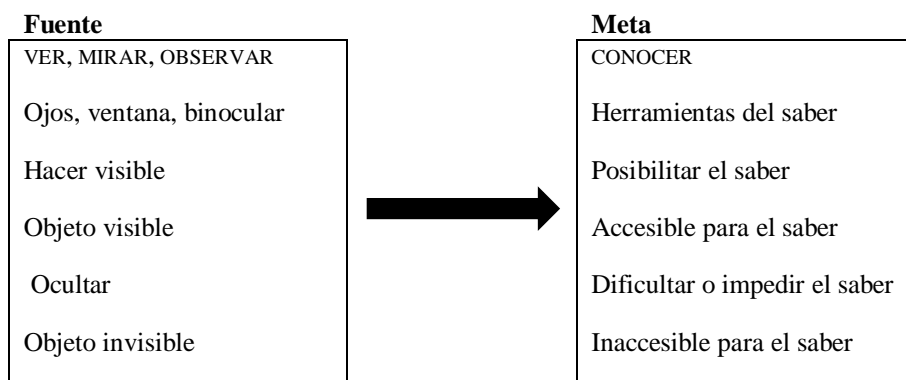 Fuente
VER, MIRAR, OBSERVAR
Ojos, ventana, binocular
Hacer visible
Objeto visible
Ocultar
Objeto invisible
Meta
CONOCER
Herramientas del saber
Posibilitar el saber
Accesible para el saber
Dificultar o impedir el saber
Inaccesible para el saber